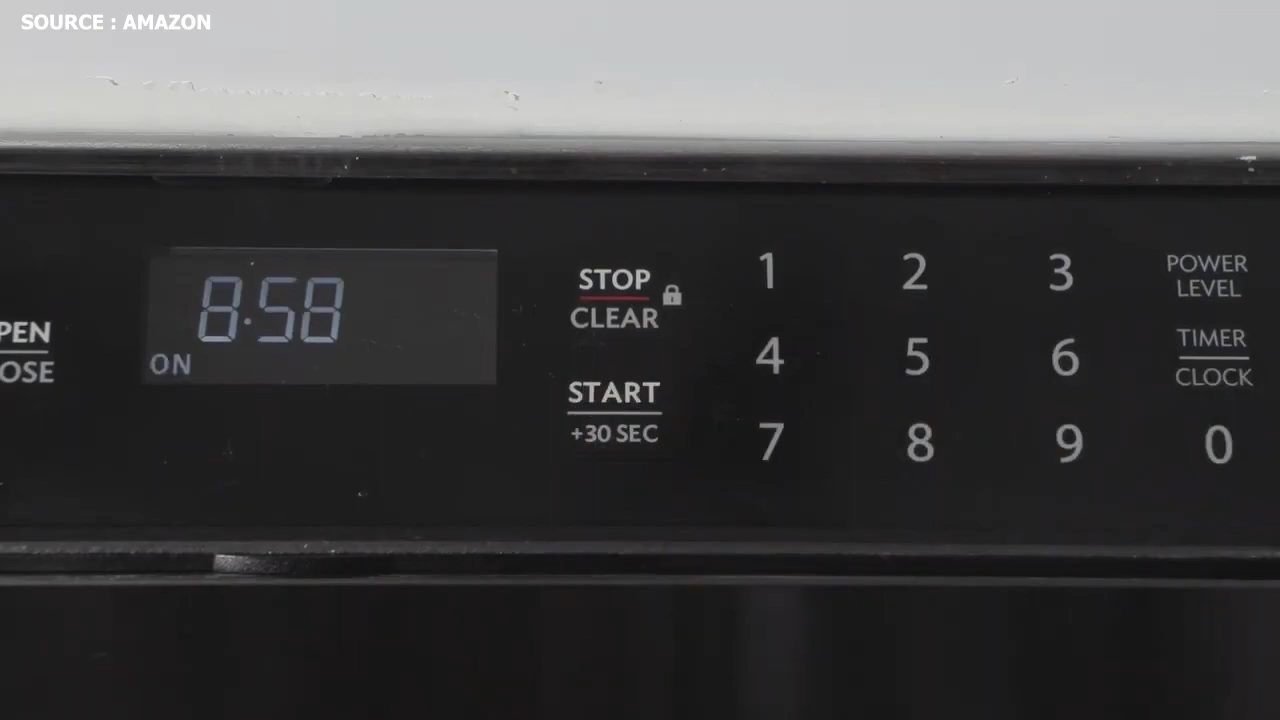 SOURCE : AMAZON
PEN
OSE
8:58
ON
STOP
CLEAR
START
+30 SEC
1 2 3
4 5 6
7 8 9 0
POWER
LEVEL
TIMER
CLOCK